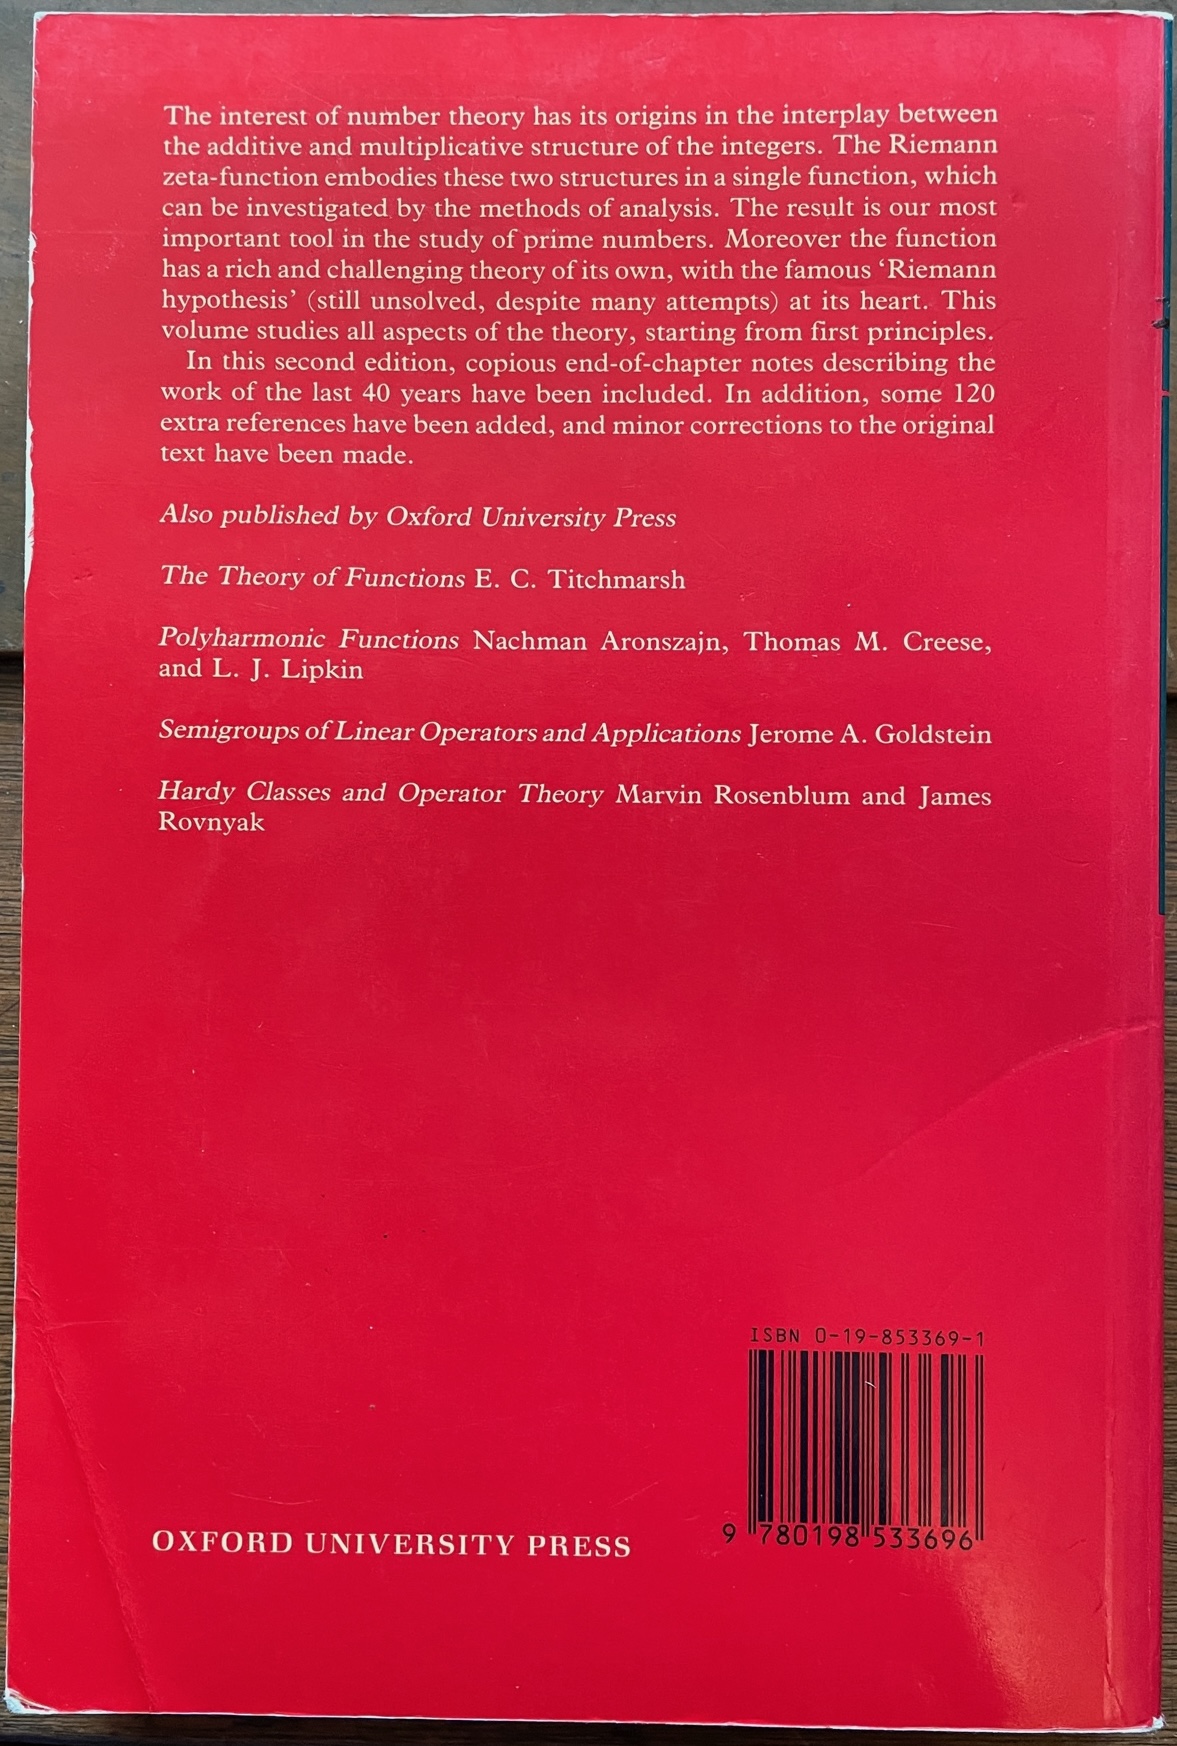 The interest of number theory has its origins in the interplay between
the additive and multiplicative structure of the integers. The Riemann
zeta-function embodies these two structures in a single function, which
can be investigated by the methods of analysis. The result is our most
important tool in the study of prime numbers. Moreover the function
has a rich and challenging theory of its own, with the famous ‘Riemann
hypothesis’ (still unsolved, despite many attempts) at its heart. This
volume studies all aspects of the theory, starting from first principles.
In this second edition, copious end-of-chapter notes describing the
work of the last 40 years have been included. In addition, some 120
extra references have been added, and minor corrections to the original
text have been made.
Also published by Oxford University Press
The Theory of Functions E. C. Titchmarsh
Polyharmonic Functions Nachman Aronszajn, Thomas M. Creese,
and L. J. Lipkin
Semigroups of Linear Operators and Applications Jerome A. Goldstein
Hardy Classes and Operator Theory Marvin Rosenblum and James
Rovnyak
ISBN 0-19-853369-1
9 780198 533696
OXFORD UNIVERSITY PRESS